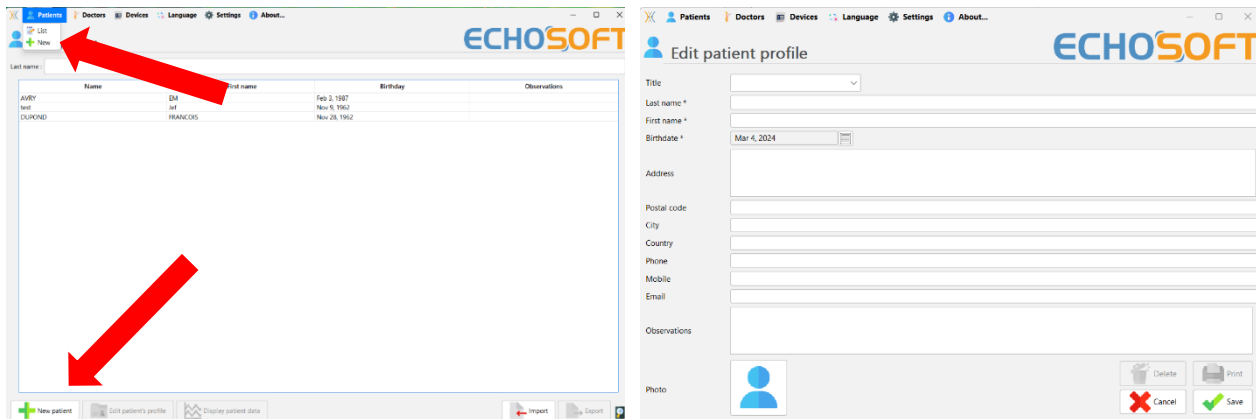 Patients Doctors Devices Language Settings About...
List
New
ECHOSOFT
Last name :
Name First name Birthday Observations
AVRY EM Feb 3, 1987
test Jef Nov 9, 1962
DUPOND FRANCOIS Nov 28, 1962
New patient Edit patient's profile Display patient data Import Export
Patients Doctors Devices Language Settings About...
Edit patient profile
ECHOSOFT
Title
Last name *
First name *
Birthdate * Mar 4, 2024
Address
Postal code
City
Country
Phone
Mobile
Email
Observations
Photo
Delete Print
Cancel Save